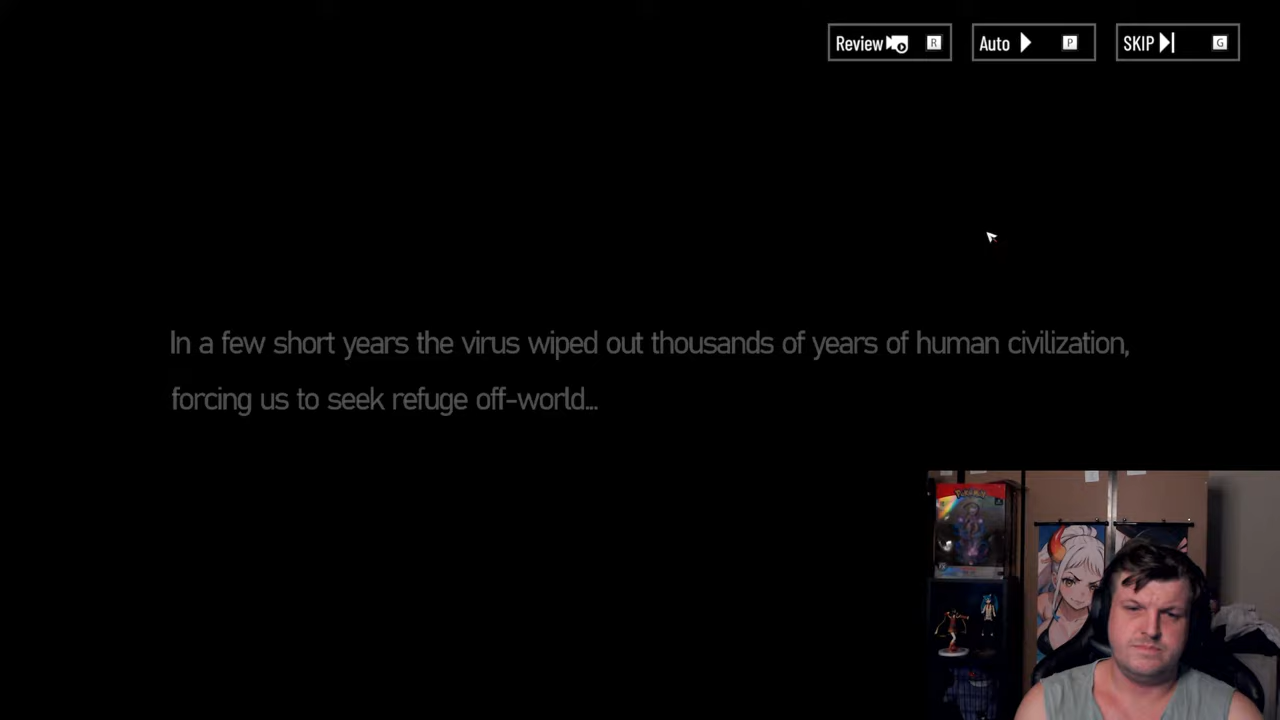 Review R
Auto P
SKIP G
In a few short years the virus wiped out thousands of years of human civilization,
forcing us to seek refuge off-world...
POKÉMON